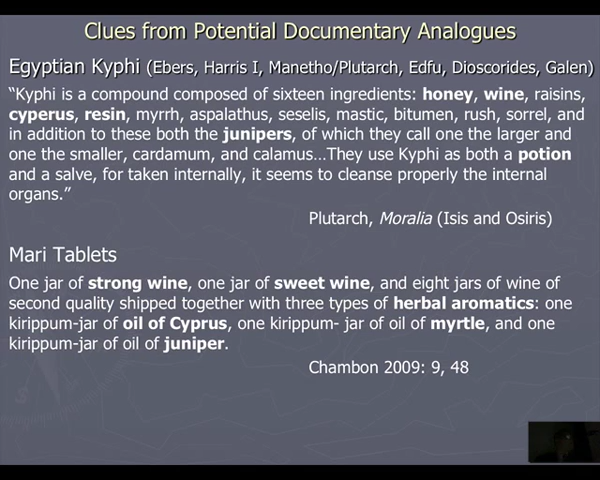 Clues from Potential Documentary Analogues
Egyptian Kyphi (Ebers, Harris I, Manetho/Plutarch, Edfu, Dioscorides, Galen)
“Kyphi is a compound composed of sixteen ingredients: honey, wine, raisins,
cyperus, resin, myrrh, aspalathus, seselis, mastic, bitumen, rush, sorrel, and
in addition to these both the junipers, of which they call one the larger and
one the smaller, cardamum, and calamus…They use Kyphi as both a potion
and a salve, for taken internally, it seems to cleanse properly the internal
organs.”
Plutarch, Moralia (Isis and Osiris)
Mari Tablets
One jar of strong wine, one jar of sweet wine, and eight jars of wine of
second quality shipped together with three types of herbal aromatics: one
kirippum-jar of oil of Cyprus, one kirippum- jar of oil of myrtle, and one
kirippum-jar of oil of juniper.
Chambon 2009: 9, 48